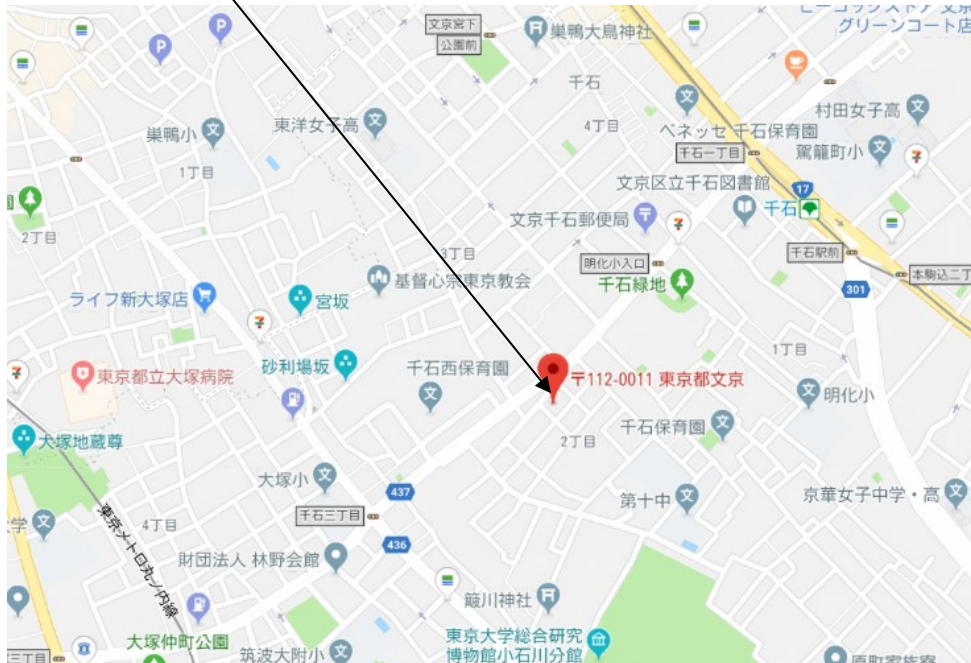 文京宮下
公園前
巣鴨大鳥神社
グリーンコート店
千石
巣鴨小
東洋女子高
4丁目
ベネッセ 千石保育園
村田女子高
千石一丁目
駕籠町小
1丁目
文京区立千石図書館
17
千石
文京千石郵便局
2丁目
3丁目
明化小入口
千石駅前
本駒込二丁
基督心宗東京教会
千石緑地
301
ライフ新大塚店
宮坂
1丁目
砂利場坂
千石西保育園
東京都立大塚病院
〒112-0011 東京都文京
明化小
大塚地蔵尊
2丁目
千石保育園
大塚小
437
第十中
京華女子中学・高
千石三丁目
学
4丁目
436
東京メトロ丸ノ内線
財団法人 林野会館
簸川神社
大塚仲町公園
東京大学総合研究
博物館小石川分館
筑波大附小
三丁目